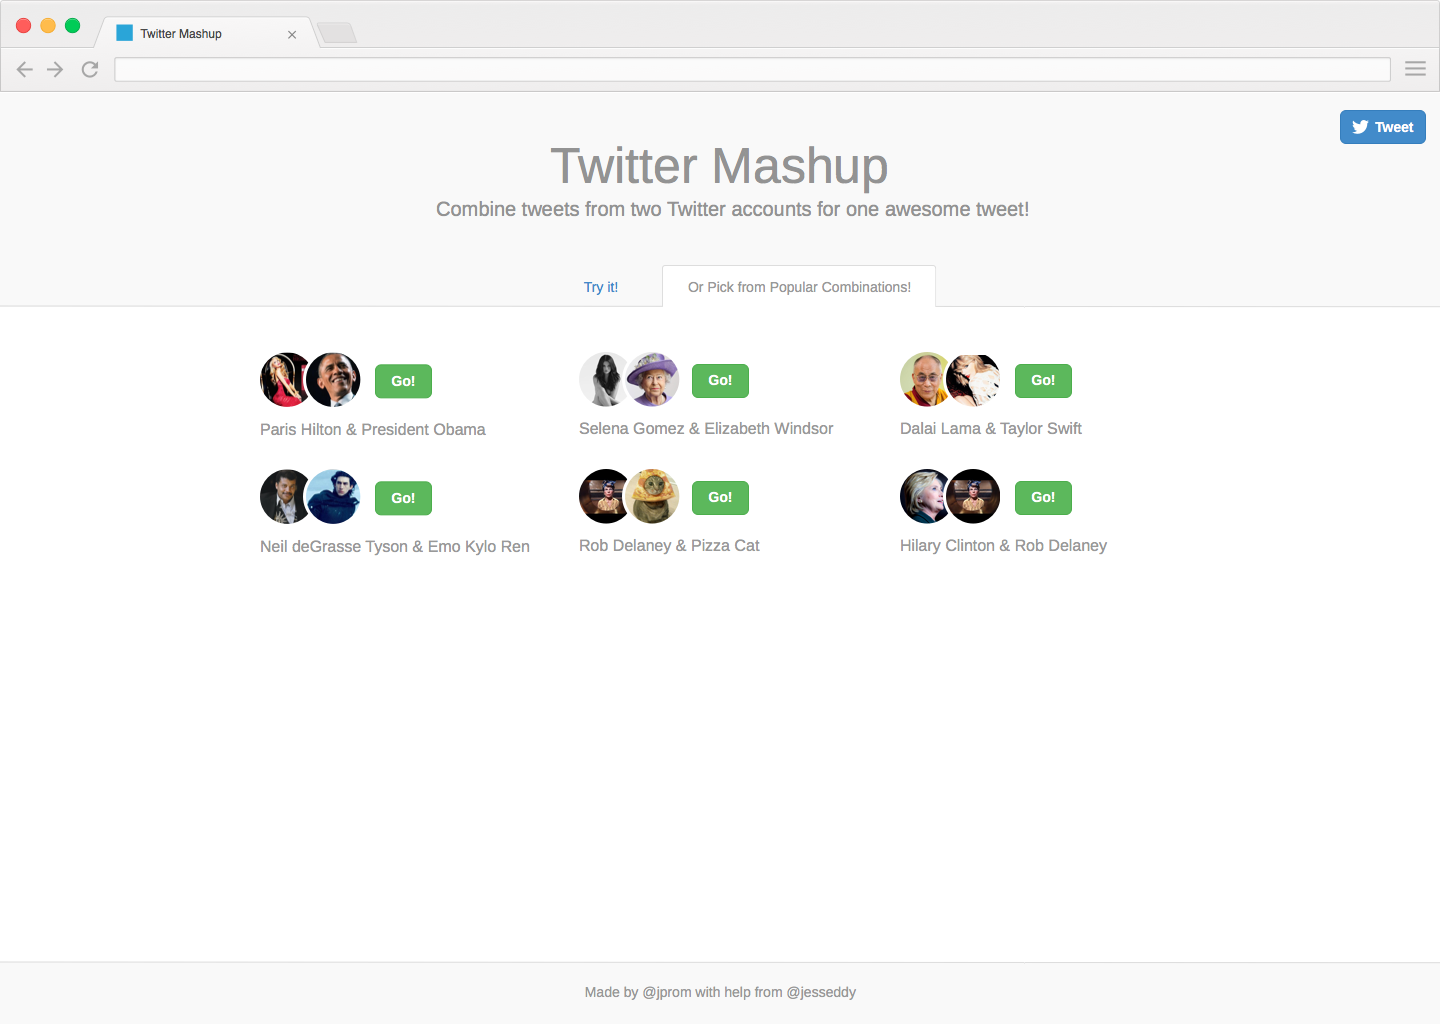 Twitter Mashup
Tweet
Twitter Mashup
Combine tweets from two Twitter accounts for one awesome tweet!
Try it!
Or Pick from Popular Combinations!
Go!
Go!
Go!
Paris Hilton & President Obama
Selena Gomez & Elizabeth Windsor
Dalai Lama & Taylor Swift
Go!
Go!
Go!
Neil deGrasse Tyson & Emo Kylo Ren
Rob Delaney & Pizza Cat
Hilary Clinton & Rob Delaney
Made by @jprom with help from @jesseddy